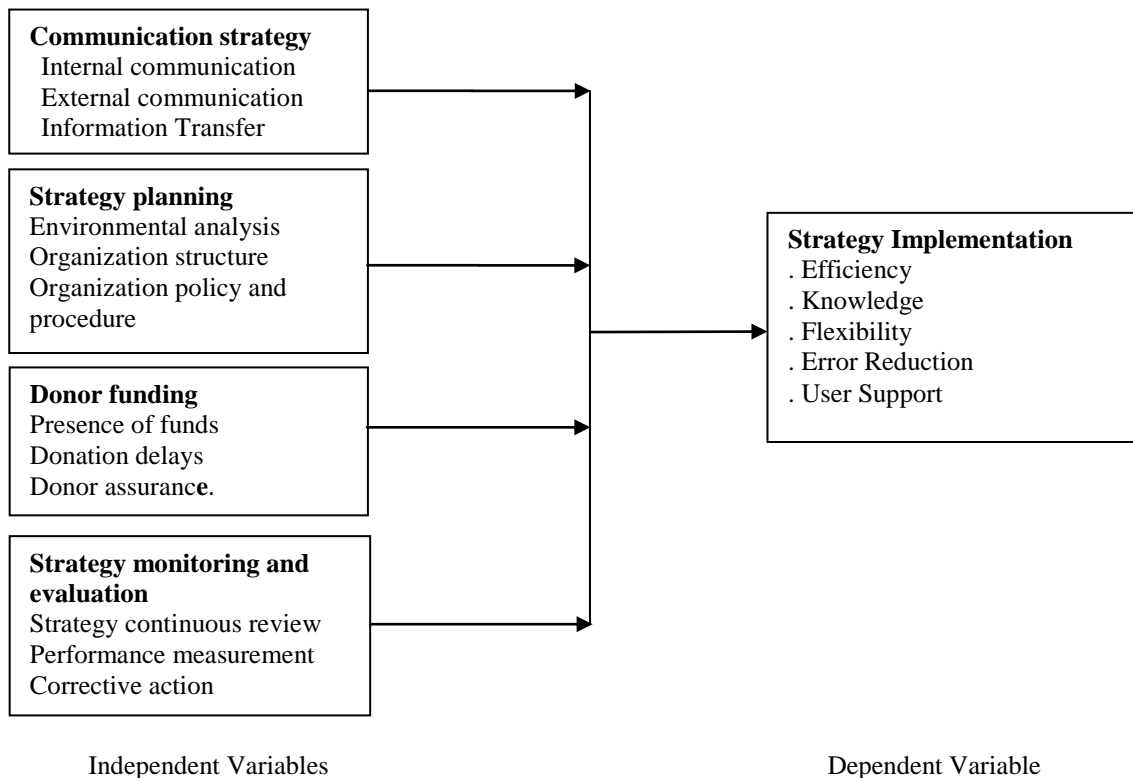 Communication strategy
Internal communication
External communication
Information Transfer
Strategy planning
Environmental analysis
Organization structure
Organization policy and
procedure
Donor funding
Presence of funds
Donation delays
Donor assurance.
Strategy monitoring and
evaluation
Strategy continuous review
Performance measurement
Corrective action
Strategy Implementation
. Efficiency
. Knowledge
. Flexibility
. Error Reduction
. User Support
Independent Variables
Dependent Variable